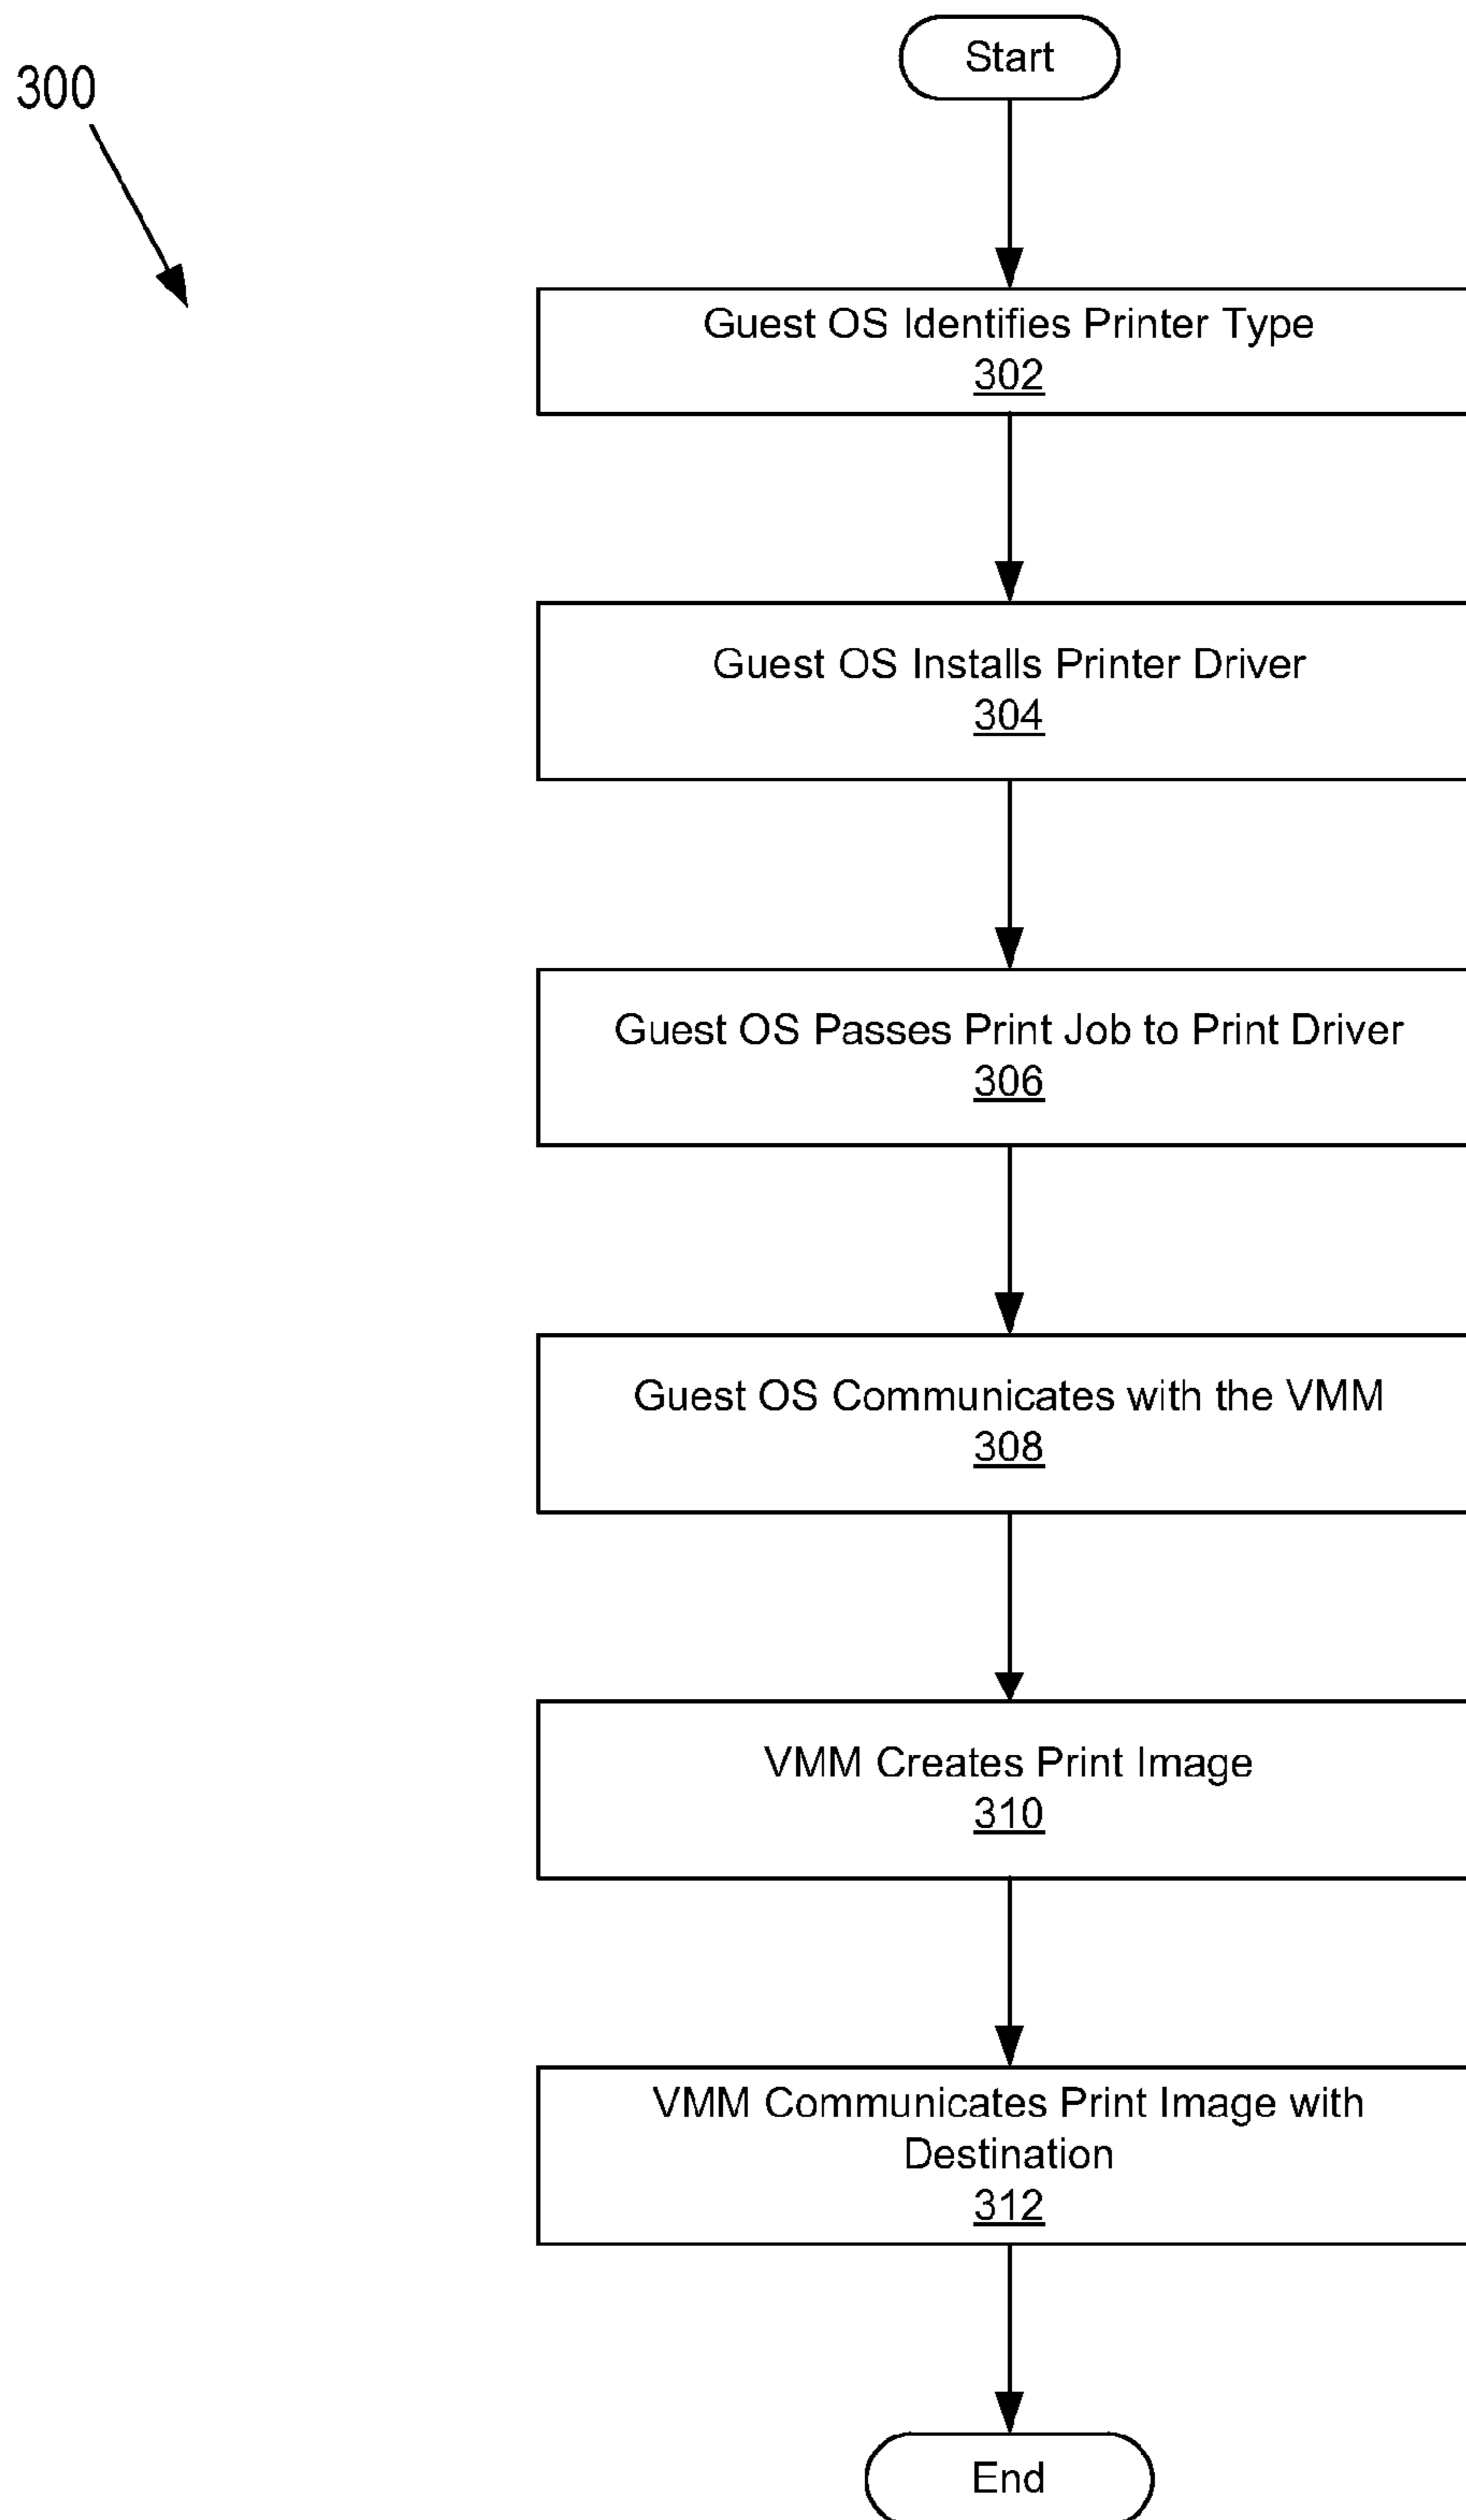 300
Start
Guest OS Identifies Printer Type
302
Guest OS Installs Printer Driver
304
Guest OS Passes Print Job to Print Driver
306
Guest OS Communicates with the VMM
308
VMM Creates Print Image
310
VMM Communicates Print Image with
Destination
312
End